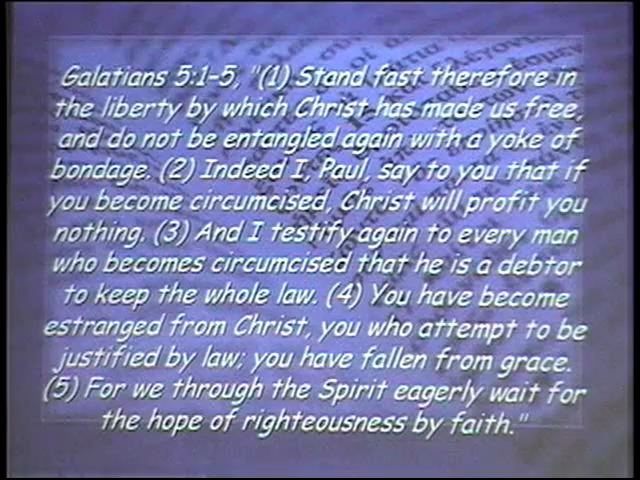 Galatians 5:1-5, "(1) Stand fast therefore in
the liberty by which Christ has made us free,
and do not be entangled again with a yoke of
bondage. (2) Indeed I, Paul, say to you that if
you become circumcised, Christ will profit you
nothing. (3) And I testify again to every man
who becomes circumcised that he is a debtor
to keep the whole law. (4) You have become
estranged from Christ, you who attempt to be
justified by law; you have fallen from grace.
(5) For we through the Spirit eagerly wait for
the hope of righteousness by faith."